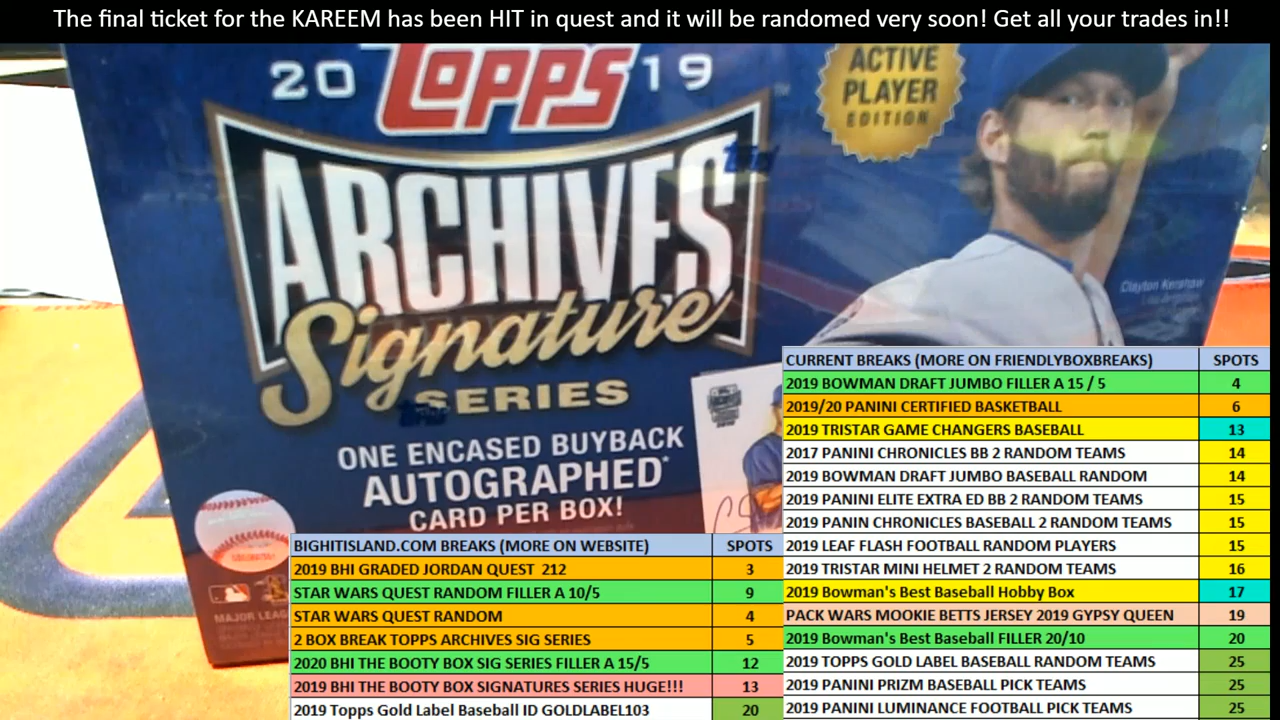 The final ticket for the KAREEM has been HIT in quest and it will be randomed very soon! Get all your trades in!!
20 TOPPS 19
ACTIVE
PLAYER
EDITION
ARCHIVES
Signature
SERIES
Clayton Kershaw
ONE ENCASED BUYBACK
AUTOGRAPHED*
CARD PER BOX!
MAJOR LEAG
BIGHITISLAND.COM BREAKS (MORE ON WEBSITE) SPOTS
2019 BHI GRADED JORDAN QUEST 212 3
STAR WARS QUEST RANDOM FILLER A 10/5 9
STAR WARS QUEST RANDOM 4
2 BOX BREAK TOPPS ARCHIVES SIG SERIES 5
2020 BHI THE BOOTY BOX SIG SERIES FILLER A 15/5 12
2019 BHI THE BOOTY BOX SIGNATURES SERIES HUGE!!! 13
2019 Topps Gold Label Baseball ID GOLDLABEL103 20
CURRENT BREAKS (MORE ON FRIENDLYBOXBREAKS) SPOTS
2019 BOWMAN DRAFT JUMBO FILLER A 15 / 5 4
2019/20 PANINI CERTIFIED BASKETBALL 6
2019 TRISTAR GAME CHANGERS BASEBALL 13
2017 PANINI CHRONICLES BB 2 RANDOM TEAMS 14
2019 BOWMAN DRAFT JUMBO BASEBALL RANDOM 14
2019 PANINI ELITE EXTRA ED BB 2 RANDOM TEAMS 15
2019 PANIN CHRONICLES BASEBALL 2 RANDOM TEAMS 15
2019 LEAF FLASH FOOTBALL RANDOM PLAYERS 15
2019 TRISTAR MINI HELMET 2 RANDOM TEAMS 16
2019 Bowman's Best Baseball Hobby Box 17
PACK WARS MOOKIE BETTS JERSEY 2019 GYPSY QUEEN 19
2019 Bowman's Best Baseball FILLER 20/10 20
2019 TOPPS GOLD LABEL BASEBALL RANDOM TEAMS 25
2019 PANINI PRIZM BASEBALL PICK TEAMS 25
2019 PANINI LUMINANCE FOOTBALL PICK TEAMS 25